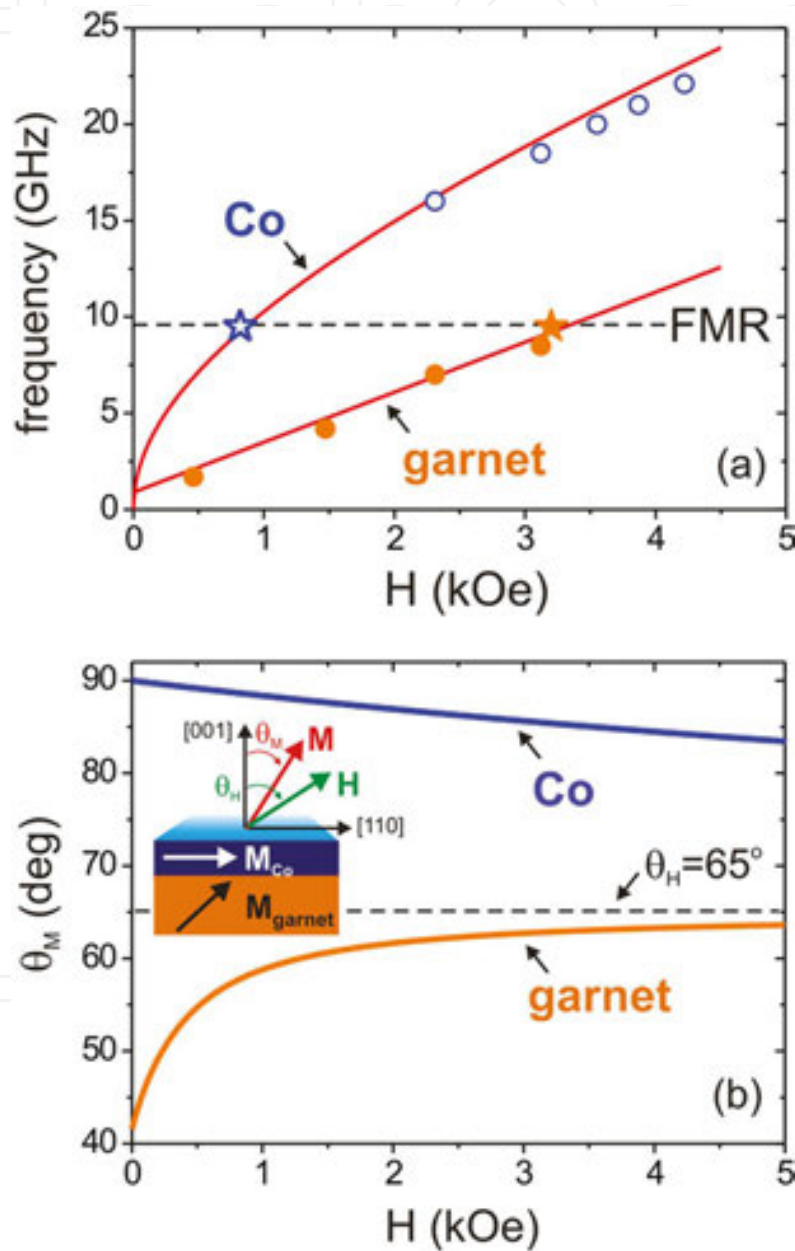 25
20
15
10
5
0
frequency (GHz)
Co
FMR
garnet
(a)
0 1 2 3 4 5
H (kOe)
90
80
70
60
50
40
θM (deg)
[001]
θM
M
θH
H
[110]
MCo
Mgarnet
Co
θH=65°
garnet
(b)
0 1 2 3 4 5
H (kOe)